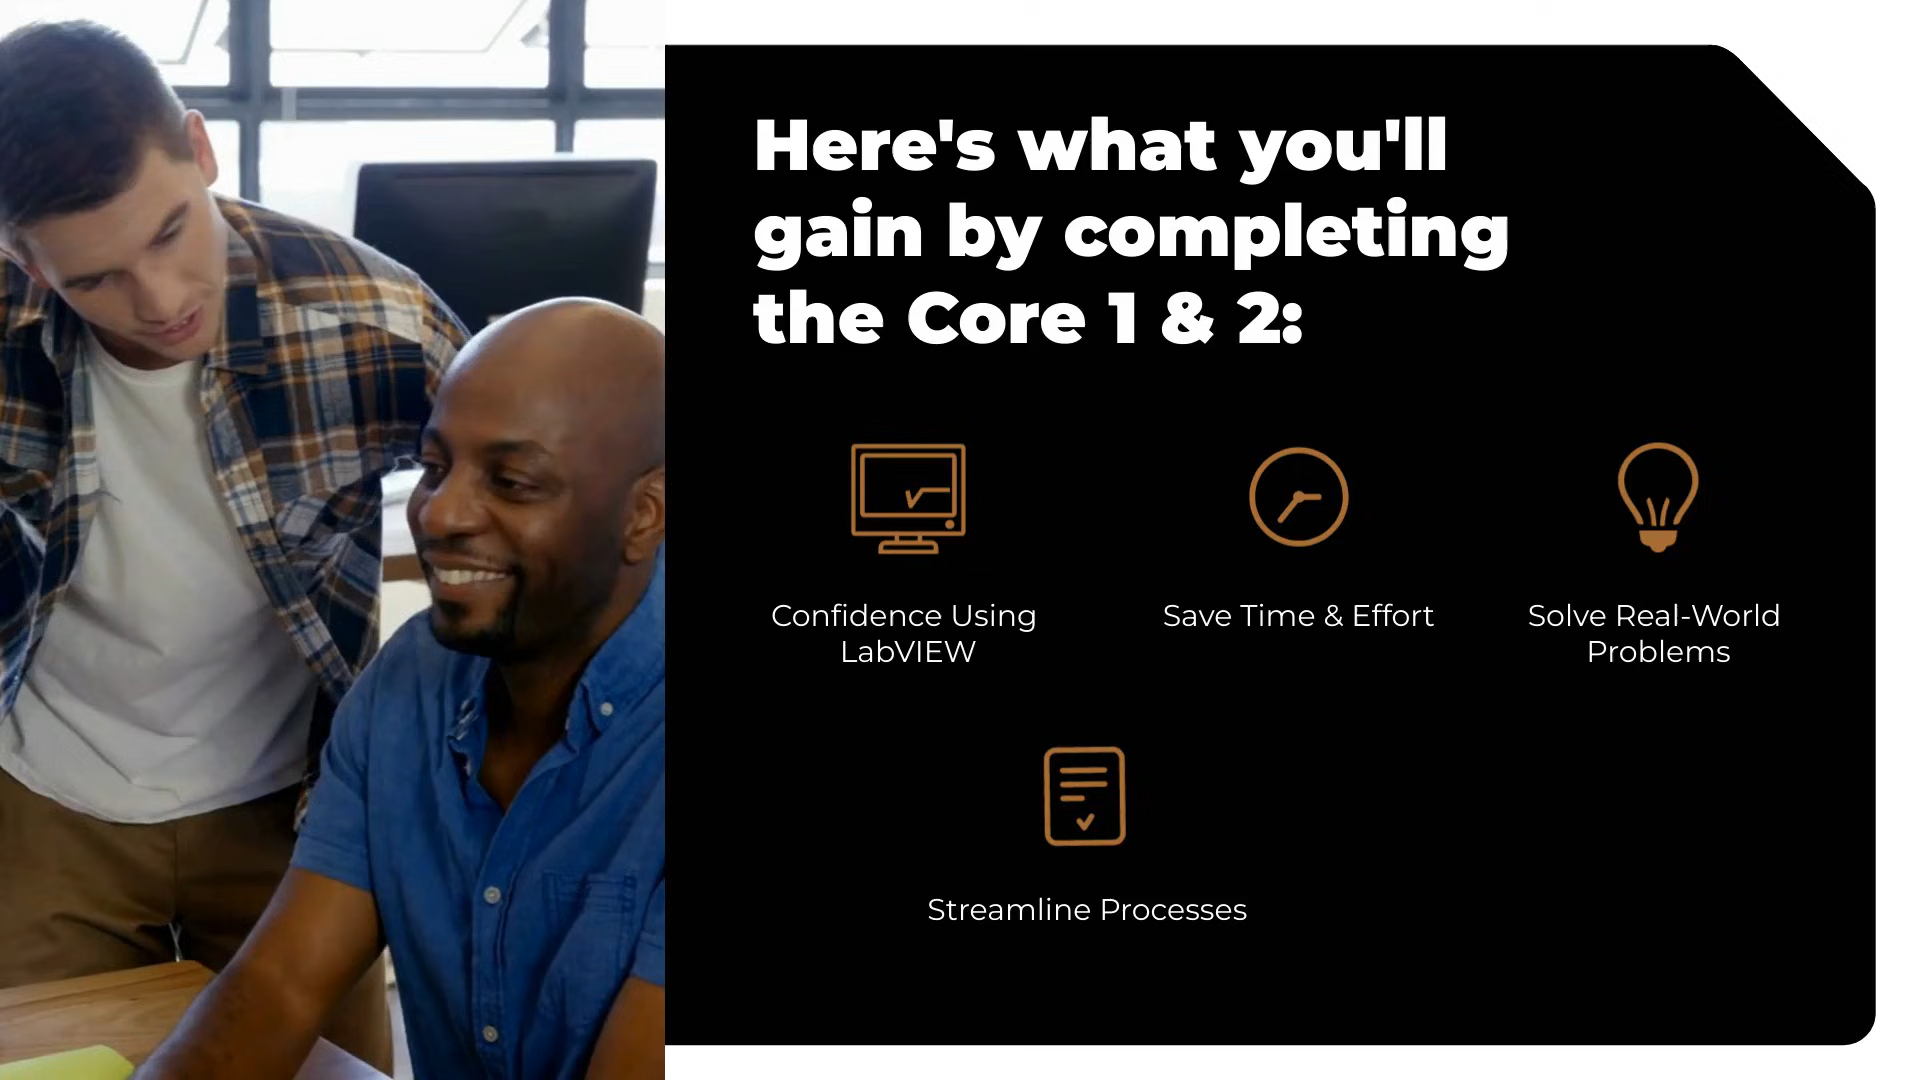 Here's what you'll
gain by completing
the Core 1 & 2:
Confidence Using
LabVIEW
Save Time & Effort
Solve Real-World
Problems
Streamline Processes